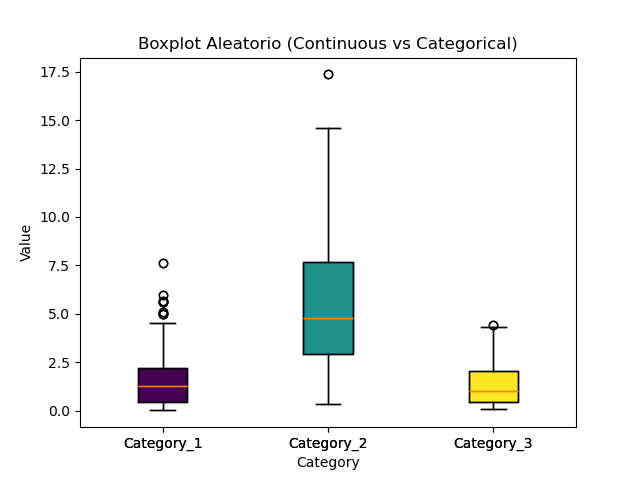 Boxplot Aleatorio (Continuous vs Categorical)
17.5
15.0
12.5
10.0
7.5
5.0
2.5
0.0
Value
Category_1 Category_2 Category_3
Category